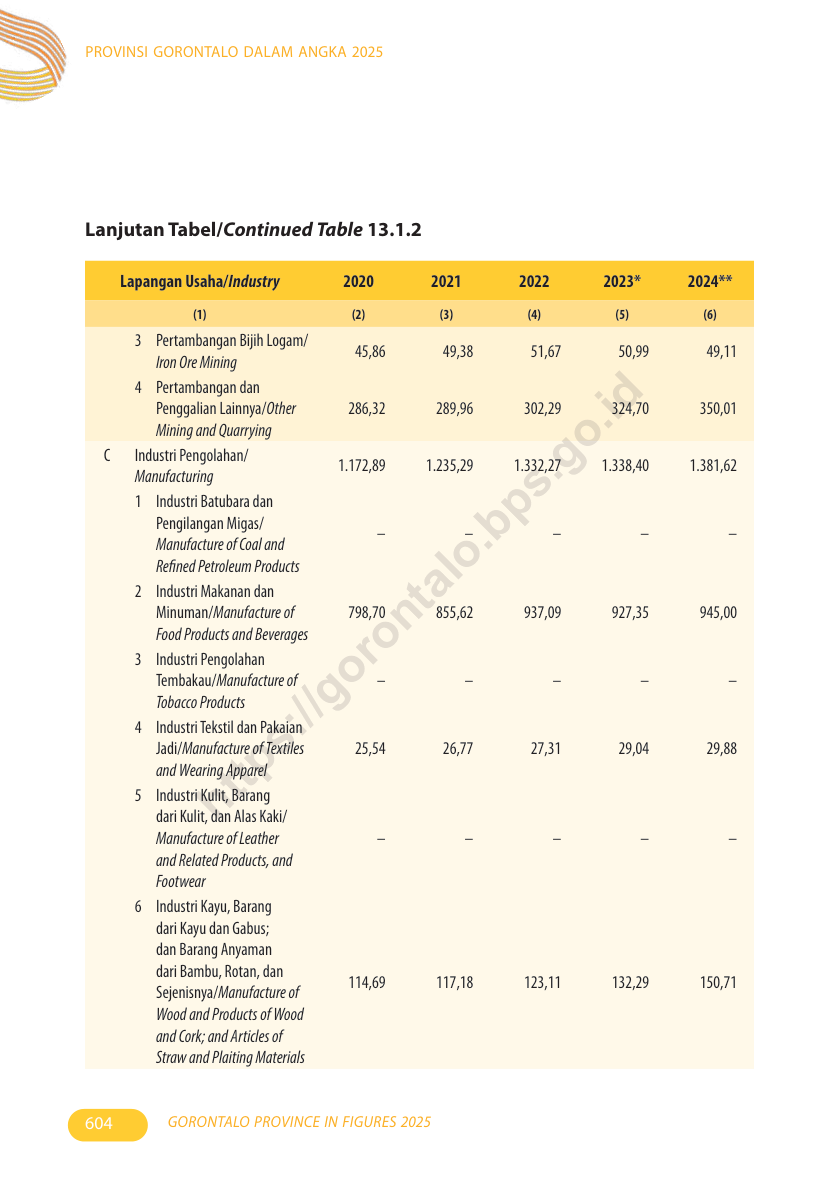 PROVINSI GORONTALO DALAM ANGKA 2025
Lanjutan Tabel/Continued Table 13.1.2
Lapangan Usaha/Industry 2020 2021 2022 2023* 2024**
(1) (2) (3) (4) (5) (6)
3 Pertambangan Bijih Logam/
Iron Ore Mining
45,86 49,38 51,67 50,99 49,11
4 Pertambangan dan
Penggalian Lainnya/Other
Mining and Quarrying
286,32 289,96 302,29 324,70 350,01
C Industri Pengolahan/
Manufacturing
1.172,89 1.235,29 1.332,27 1.338,40 1.381,62
1 Industri Batubara dan
Pengilangan Migas/
Manufacture of Coal and
Refined Petroleum Products
– – – – –
2 Industri Makanan dan
Minuman/Manufacture of
Food Products and Beverages
798,70 855,62 937,09 927,35 945,00
3 Industri Pengolahan
Tembakau/Manufacture of
Tobacco Products
– – – – –
4 Industri Tekstil dan Pakaian
Jadi/Manufacture of Textiles
and Wearing Apparel
25,54 26,77 27,31 29,04 29,88
5 Industri Kulit, Barang
dari Kulit, dan Alas Kaki/
Manufacture of Leather
and Related Products, and
Footwear
– – – – –
6 Industri Kayu, Barang
dari Kayu dan Gabus;
dan Barang Anyaman
dari Bambu, Rotan, dan
Sejenisnya/Manufacture of
Wood and Products of Wood
and Cork; and Articles of
Straw and Plaiting Materials
114,69 117,18 123,11 132,29 150,71
https://gorontalo.bps.go.id
604 GORONTALO PROVINCE IN FIGURES 2025